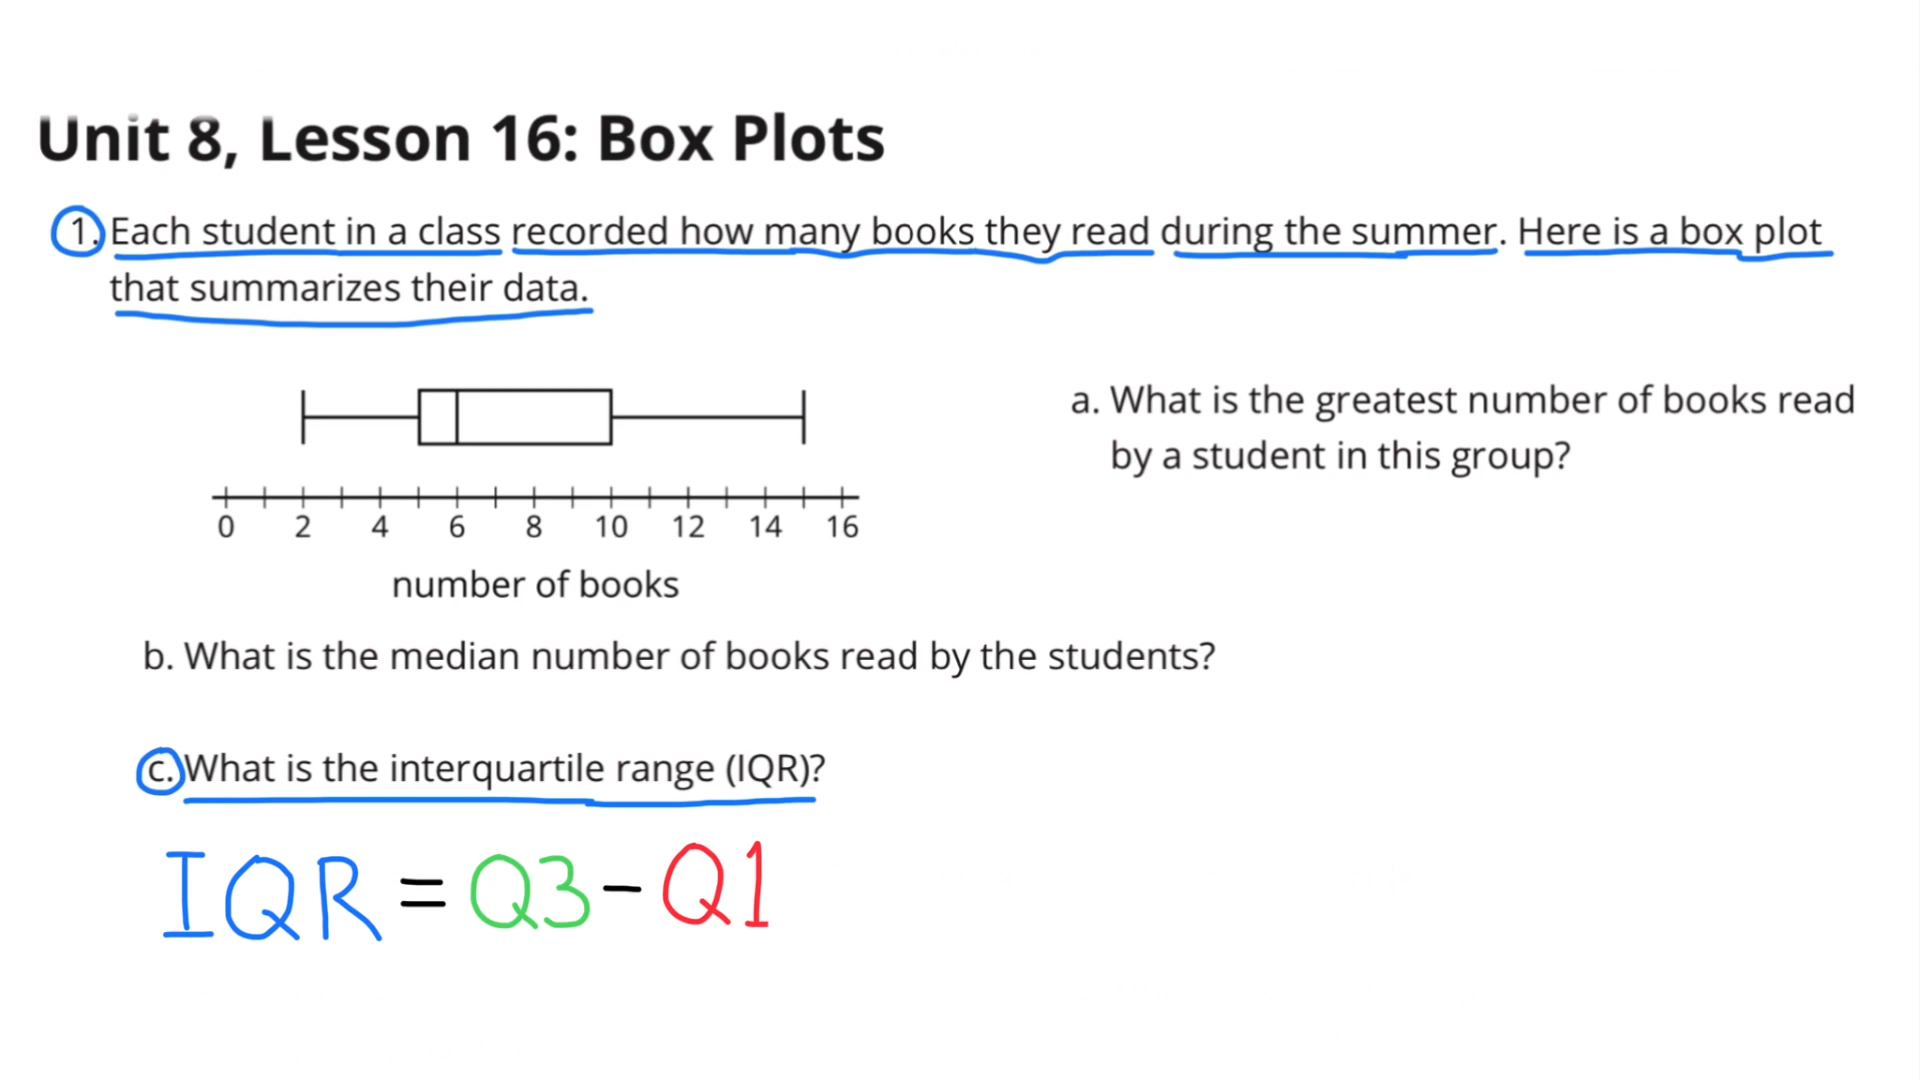 Unit 8, Lesson 16: Box Plots
1. Each student in a class recorded how many books they read during the summer. Here is a box plot
that summarizes their data.
a. What is the greatest number of books read
by a student in this group?
0 2 4 6 8 10 12 14 16
number of books
b. What is the median number of books read by the students?
c. What is the interquartile range (IQR)?
IQR = Q3 - Q1